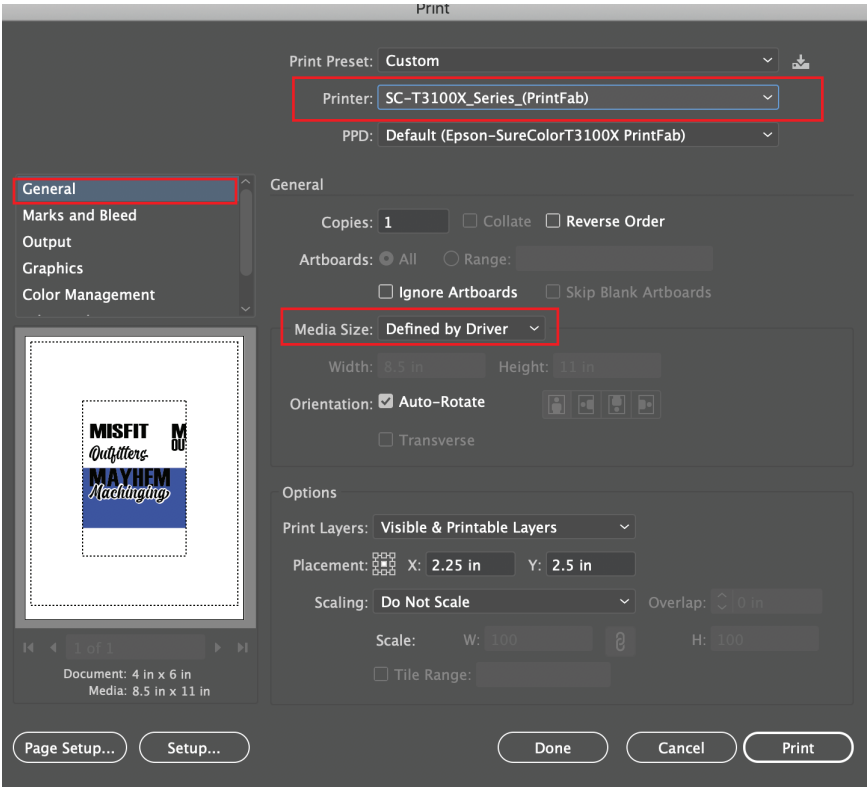 Print
Print Preset: Custom
Printer: SC-T3100X_Series_(PrintFab)
PPD: Default (Epson-SureColorT3100X PrintFab)
General
Marks and Bleed
Output
Graphics
Color Management
General
Copies: 1 Collate Reverse Order
Artboards: All Range:
Ignore Artboards Skip Blank Artboards
Media Size: Defined by Driver
Width: 8.5 in Height: 11 in
Orientation: Auto-Rotate
Transverse
MISFIT M
Outfitters OU
MAYHEM
Machinging
Options
Print Layers: Visible & Printable Layers
Placement: X: 2.25 in Y: 2.5 in
Scaling: Do Not Scale Overlap: 0 in
Scale: W: 100 H: 100
Tile Range:
1 of 1
Document: 4 in x 6 in
Media: 8.5 in x 11 in
Page Setup... Setup... Done Cancel Print